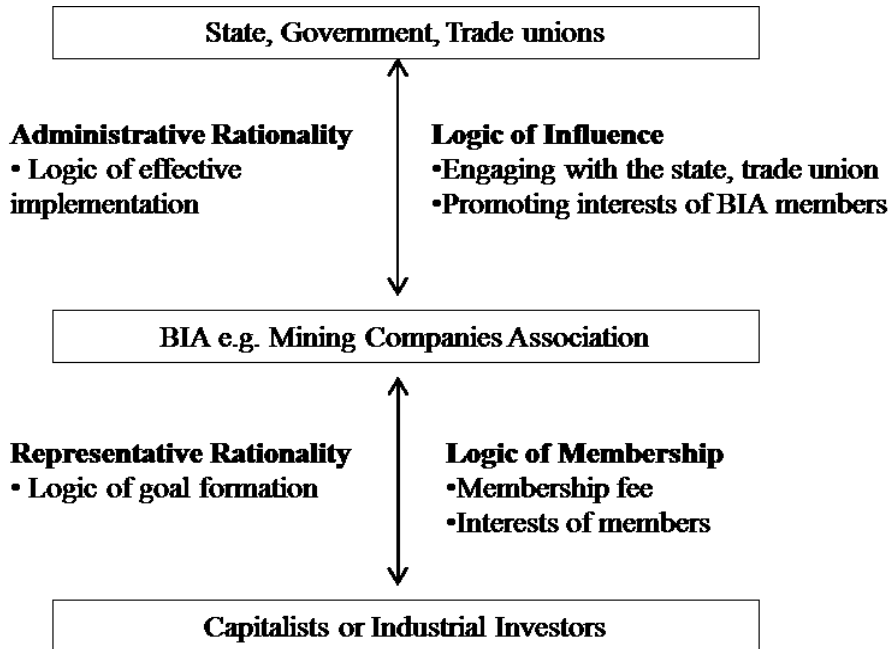 State, Government, Trade unions
Administrative Rationality
• Logic of effective
implementation
Logic of Influence
•Engaging with the state, trade union
•Promoting interests of BIA members
BIA e.g. Mining Companies Association
Representative Rationality
• Logic of goal formation
Logic of Membership
•Membership fee
•Interests of members
Capitalists or Industrial Investors